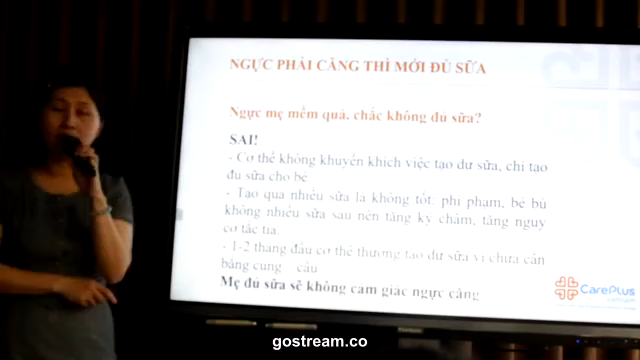 NGỰC PHẢI CĂNG THÌ MỚI ĐỦ SỮA
Ngực mẹ mềm quá, chắc không đủ sữa?
SAI!
- Cơ thể không khuyến khích việc tạo dư sữa, chỉ tạo
đủ sữa cho bé
- Tạo quá nhiều sữa là không tốt: phí phạm, bé bú
không nhiều sữa sau nên tăng ký chậm, tăng nguy
cơ tắc tia.
- 1-2 tháng đầu cơ thể thường tạo dư sữa vì chưa cân
bằng cung cầu
Mẹ đủ sữa sẽ không cảm giác ngực căng
CarePlus
gostream.co